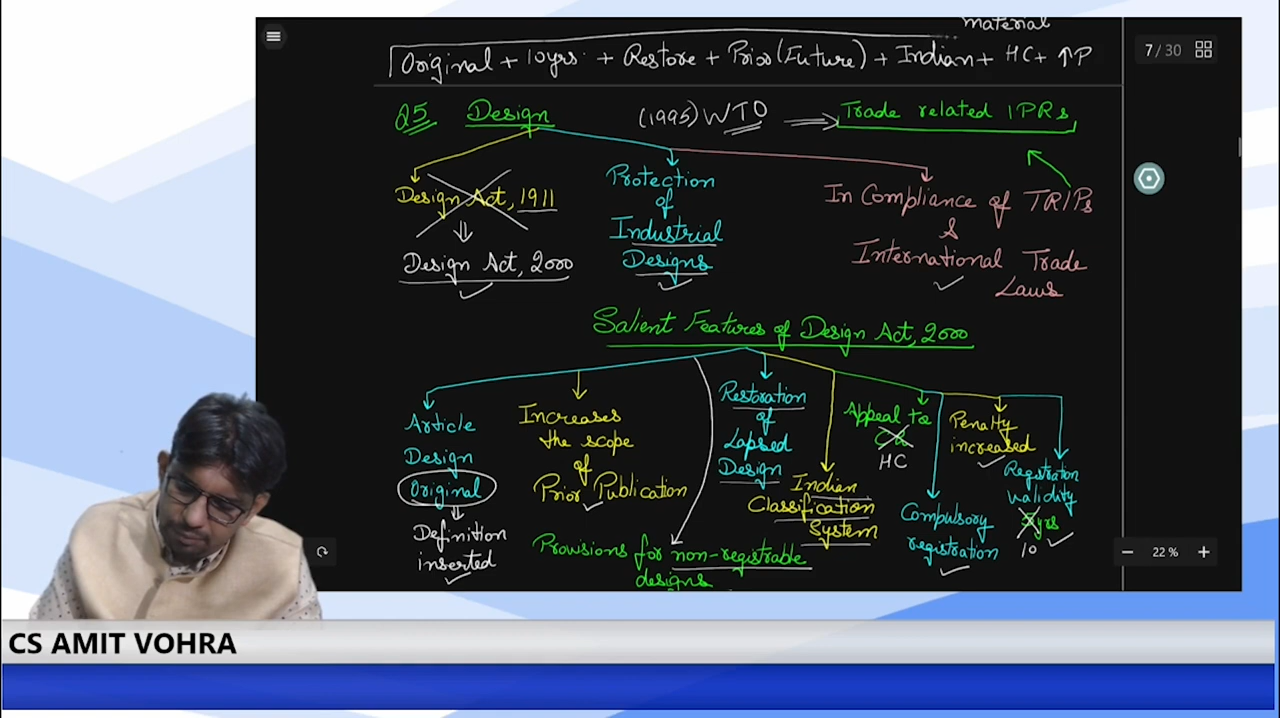 material
Original + 10yrs + Restore + Prior (Future) + Indian + HC + ↑P
7 / 30
25 Design (1995) WTO ⇒ Trade related IPRs
Design Act, 1911
⇓
Design Act, 2000
Protection
of
Industrial
Designs
In Compliance of TRIPs
&
International Trade
Laws
Salient Features of Design Act, 2000
Article
Design
Original
⇓
Definition
inserted
Increases
the scope
of
Prior Publication
Provisions for non-registrable
designs
Restoration
of
Lapsed
Design
Indian
Classification
System
Appeal to
HC
Compulsory
registration
Penalty
increased
Registration
validity
yrs
10
22 %
CS AMIT VOHRA